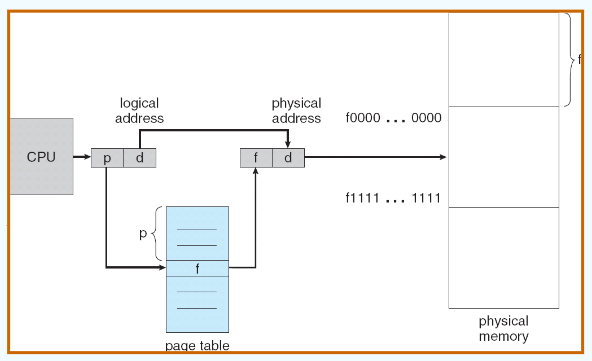 logical
address
physical
address
f0000 ... 0000
f
CPU
p
d
f
d
f1111 ... 1111
p
f
physical
memory
page table